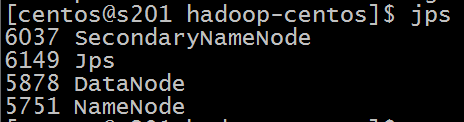 [centos@s201 hadoop-centos]$ jps
6037 SecondaryNameNode
6149 Jps
5878 DataNode
5751 NameNode